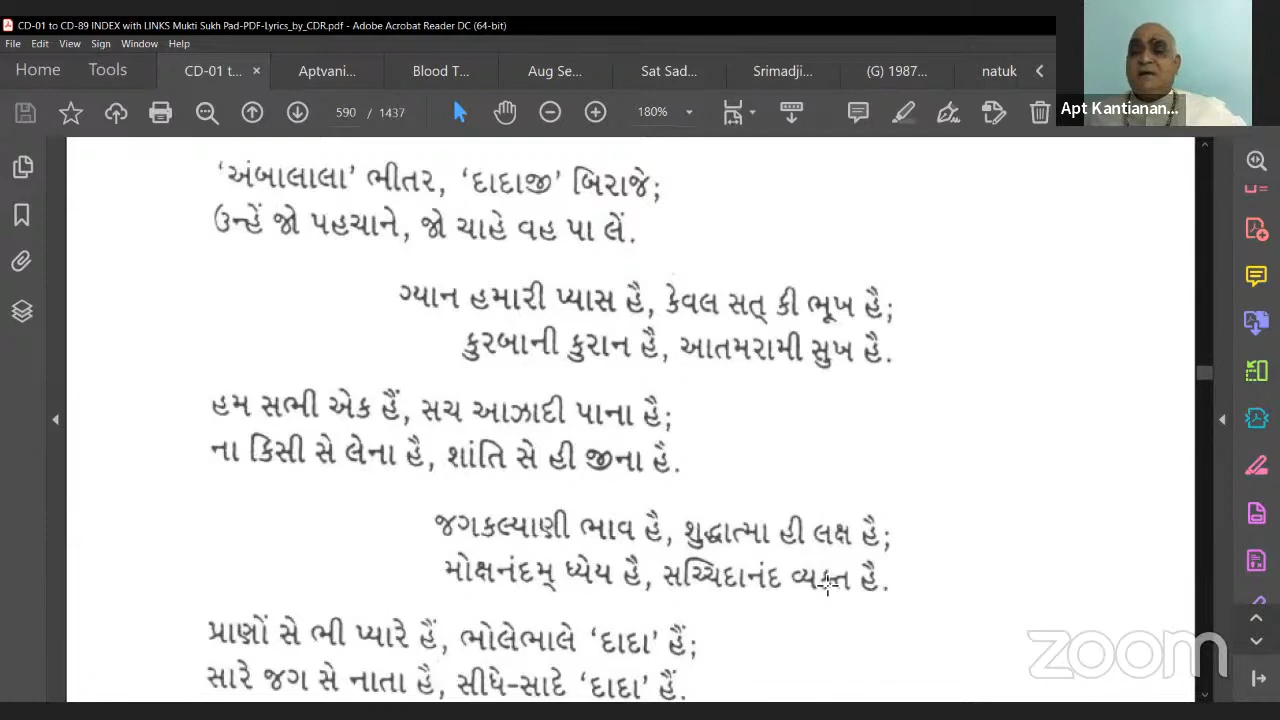 CD-01 to CD-89 INDEX with LINKS Mukti Sukh Pad-PDF-Lyrics_by_CDR.pdf - Adobe Acrobat Reader DC (64-bit)
File Edit View Sign Window Help
Home Tools CD-01 t... × Aptvani... Blood T... Aug Se... Sat Sad... Srimadji... (G) 1987... natuk
590 / 1437 180%
Apt Kantianan...
‘અંબાલાલા’ ભીતર, ‘દાદાજી’ બિરાજે;
ઉન્હેં જો પહચાને, જો ચાહે વહ પા લેં.
ગ્યાન હમારી પ્યાસ હૈ, કેવલ સત્ કી ભૂખ હૈ;
કુરબાની કુરાન હૈ, આતમરામી સુખ હૈ.
હમ સભી એક હૈં, સચ આઝાદી પાના હૈ;
ના કિસી સે લેના હૈ, શાંતિ સે હી જીના હૈ.
જગકલ્યાણી ભાવ હૈ, શુદ્ધાત્મા હી લક્ષ હૈ;
મોક્ષનંદમ્ ધ્યેય હૈ, સચ્ચિદાનંદ વ્યક્ત હૈ.
પ્રાણોં સે ભી પ્યારે હૈં, ભોલેભાલે ‘દાદા’ હૈં;
સારે જગ સે નાતા હૈ, સીધે-સાદે ‘દાદા’ હૈં.
zoom